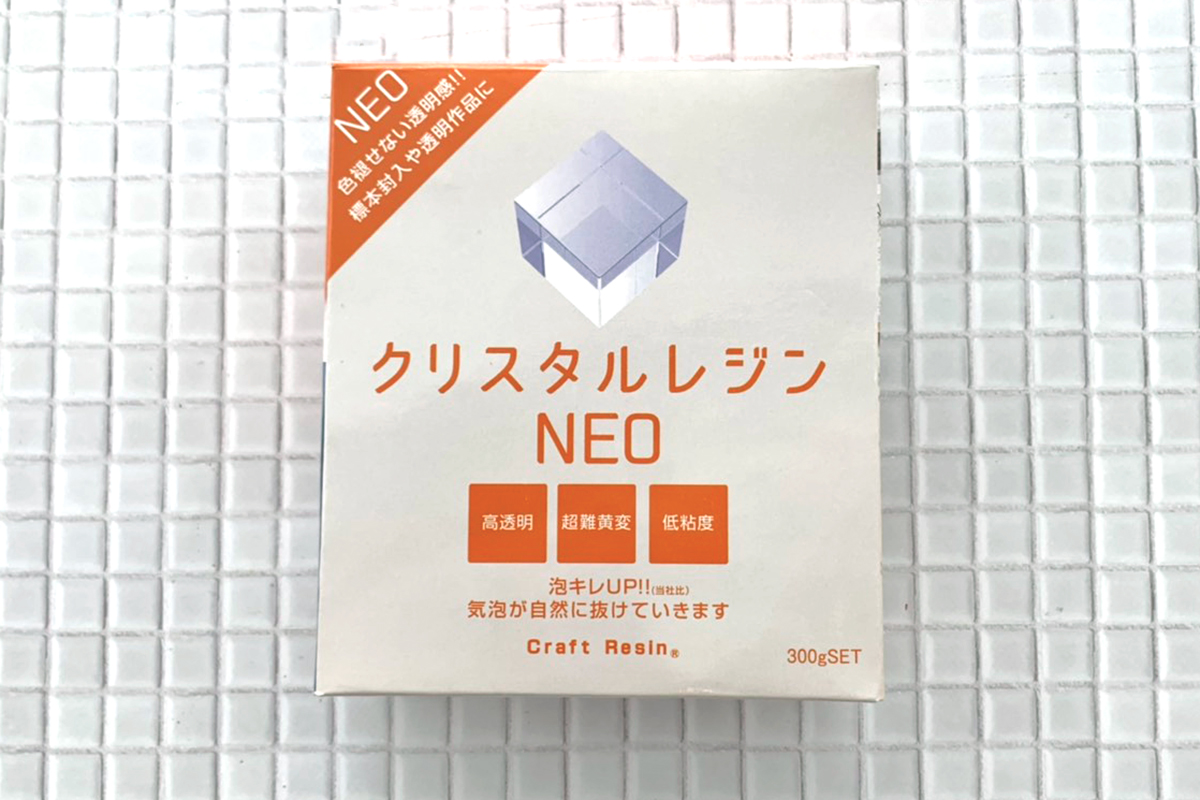 NEO
色褪せない透明感!!
標本封入や透明作品に
クリスタルレジン
NEO
高透明
超難黄変
低粘度
泡キレUP!!(当社比)
気泡が自然に抜けていきます
Craft Resin®
300gSET